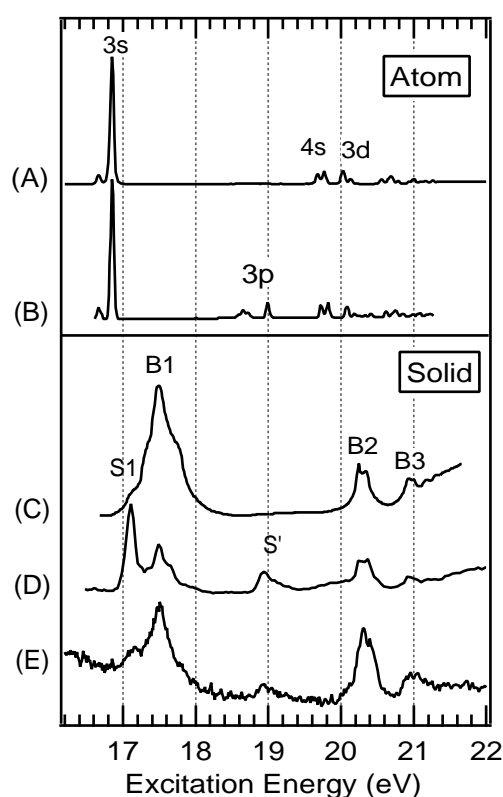 3s
Atom
4s 3d
(A)
3p
(B)
B1
Solid
S1
B2
B3
(C)
S'
(D)
(E)
17 18 19 20 21 22
Excitation Energy (eV)